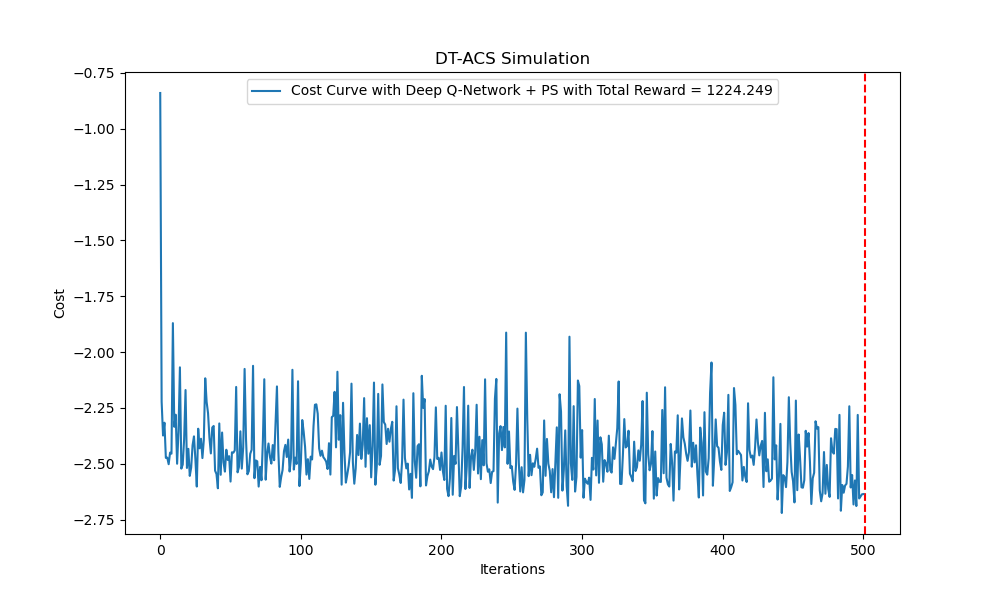 DT-ACS Simulation
Cost Curve with Deep Q-Network + PS with Total Reward = 1224.249
−0.75
−1.00
−1.25
−1.50
−1.75
−2.00
−2.25
−2.50
−2.75
Cost
0 100 200 300 400 500
Iterations